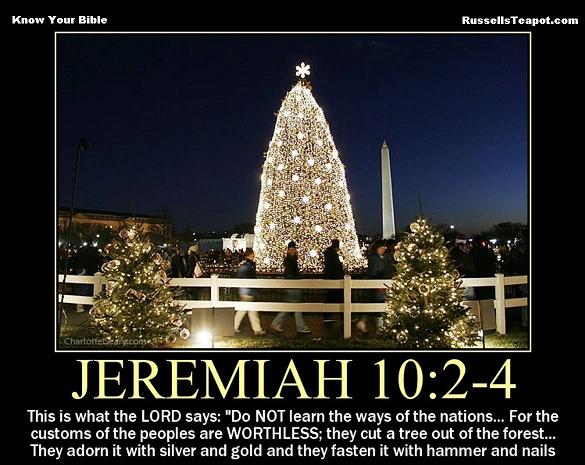 Know Your Bible
RussellsTeapot.com
CharlotteGeary.com
JEREMIAH 10:2-4
This is what the LORD says: "Do NOT learn the ways of the nations... For the
customs of the peoples are WORTHLESS; they cut a tree out of the forest...
They adorn it with silver and gold and they fasten it with hammer and nails